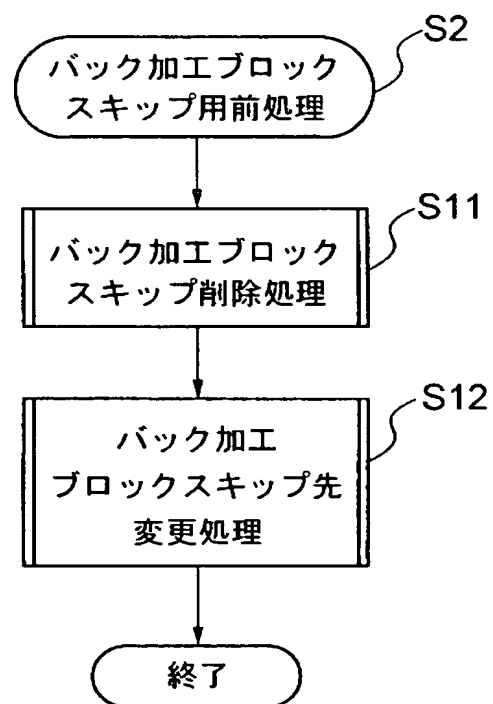 バック加工ブロック
スキップ用前処理
S2
バック加工ブロック
スキップ削除処理
S11
バック加工
ブロックスキップ先
変更処理
S12
終了